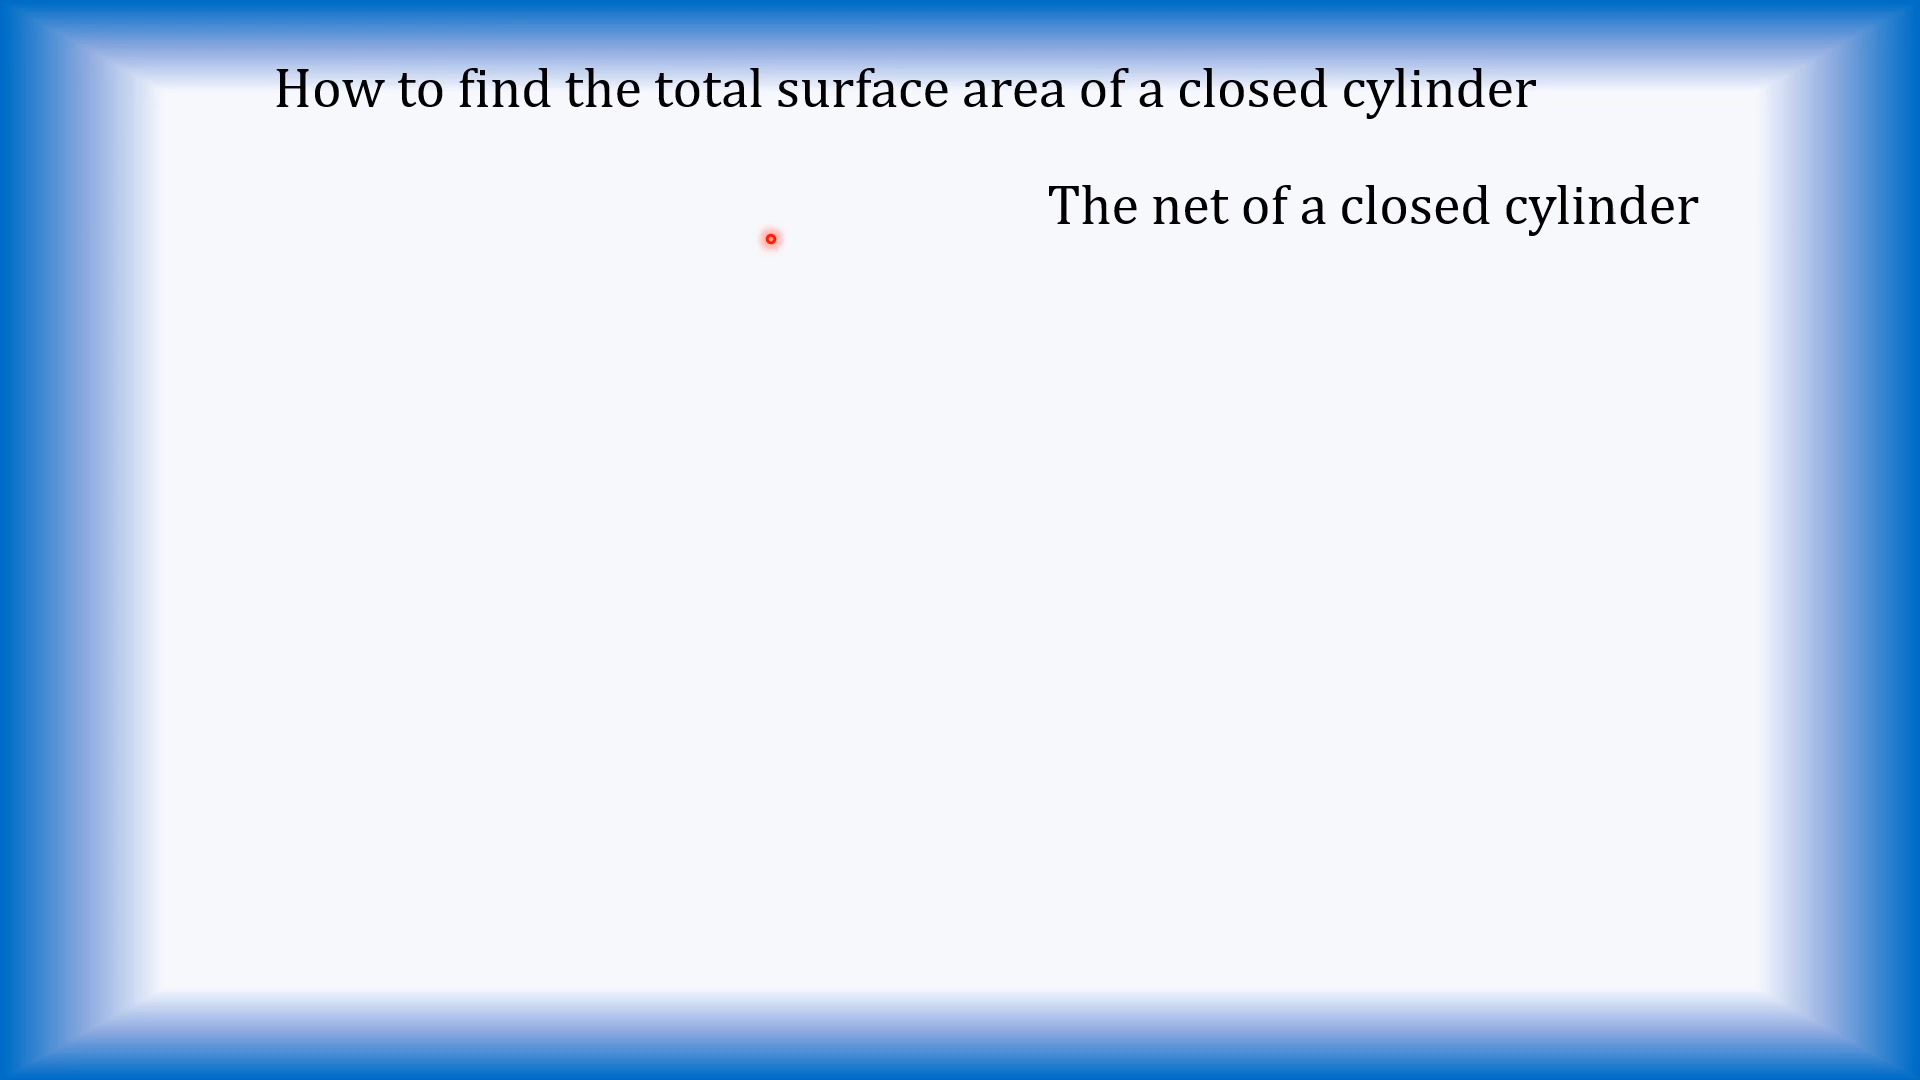 How to find the total surface area of a closed cylinder
The net of a closed cylinder